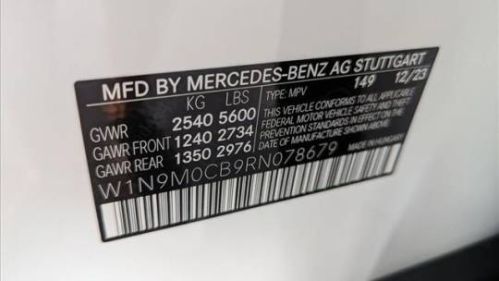 MFD BY MERCEDES-BENZ AG STUTTGART
KG LBS TYPE: MPV 149 12/23
GVWR 2540 5600 THIS VEHICLE CONFORMS TO ALL APPLICABLE
GAWR FRONT 1240 2734 FEDERAL MOTOR VEHICLE SAFETY, BUMPER AND THEFT
GAWR REAR 1350 2976 PREVENTION STANDARDS IN EFFECT ON THE
DATE OF MANUFACTURE SHOWN ABOVE.
W1N9M0CB9RN078679 MADE IN HUNGARY